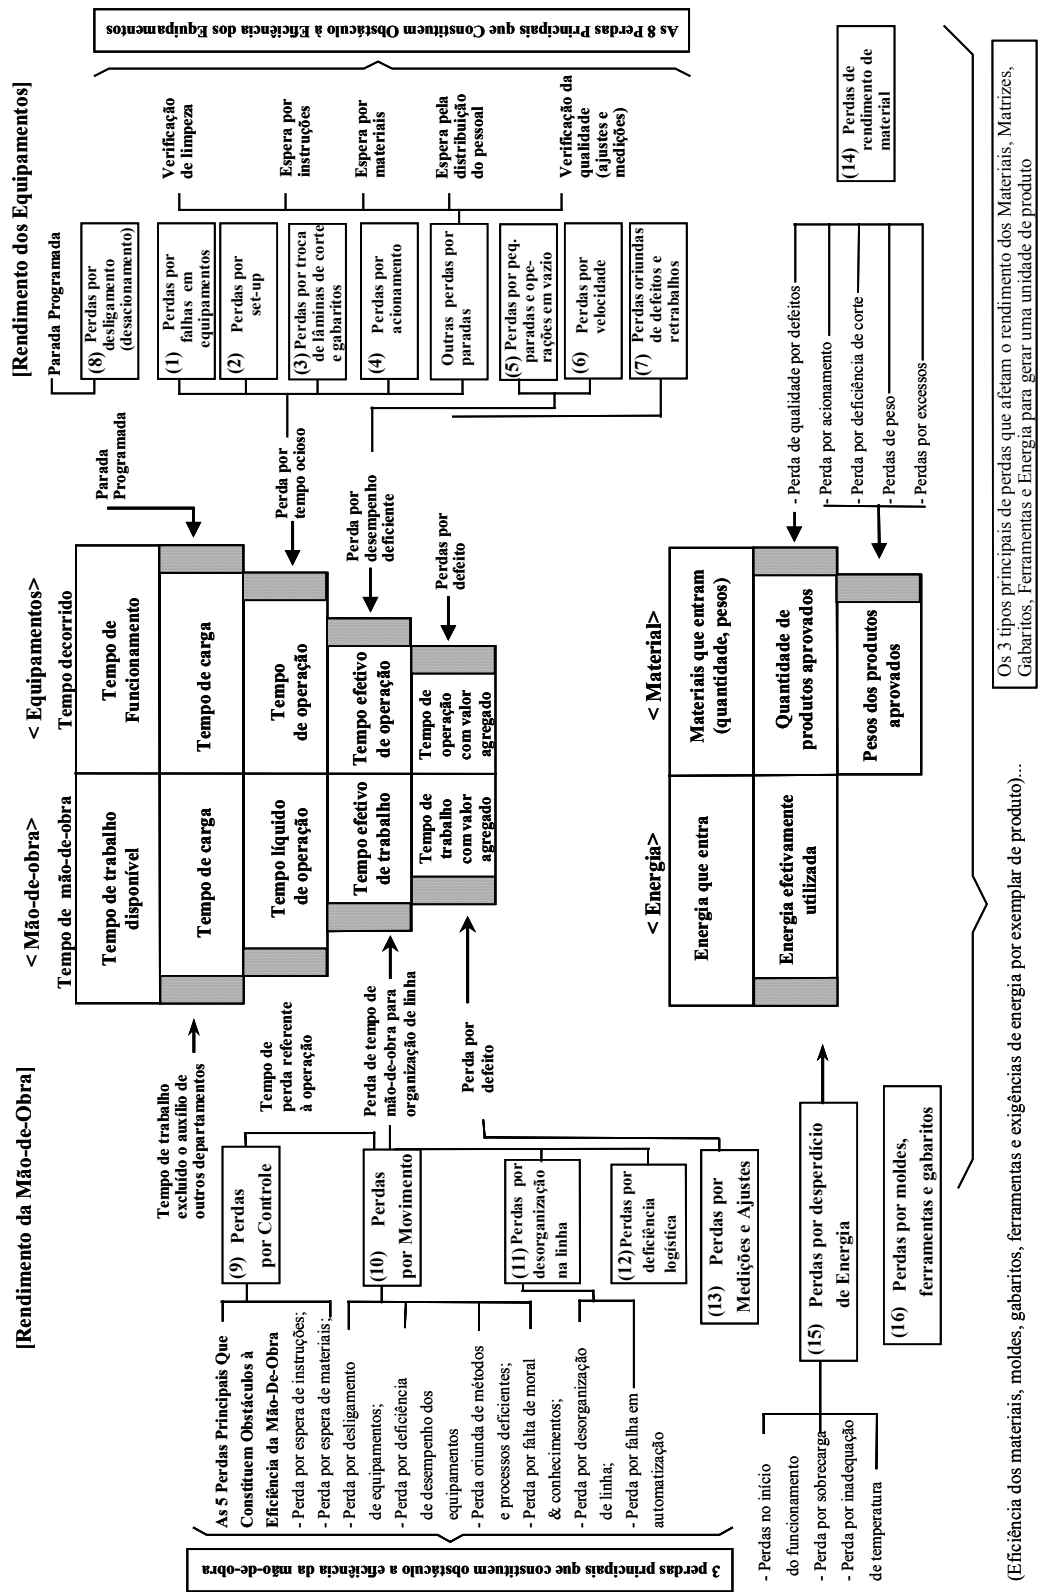 [Rendimento da Mão-de-Obra]
[Rendimento dos Equipamentos]
< Mão-de-obra>
Tempo de mão-de-obra
< Equipamentos>
Tempo decorrido
Tempo de trabalho
disponível
Tempo de
Funcionamento
Tempo de carga
Tempo de carga
Tempo líquido
de operação
Tempo
de operação
Tempo efetivo
de trabalho
Tempo efetivo
de operação
Tempo de
trabalho
com valor
agregado
Tempo de
operação
com valor
agregado
Tempo de trabalho
excluído o auxílio de
outros departamentos
Tempo de
perda referente
à operação
Perda de tempo de
mão-de-obra para
organização de linha
Perda por
defeito
(9) Perdas
por Controle
(10) Perdas
por Movimento
(11) Perdas por
desorganização
na linha
(12) Perdas por
deficiência
logística
(13) Perdas por
Medições e Ajustes
As 5 Perdas Principais Que
Constituem Obstáculos à
Eficiência da Mão-De-Obra
- Perda por espera de instruções;
- Perda por espera de materiais;
- Perda por desligamento
de equipamentos;
- Perda por deficiência
de desempenho dos
equipamentos
- Perda oriunda de métodos
e processos deficientes;
- Perda por falta de moral
& conhecimentos;
- Perda por desorganização
de linha;
- Perda por falha em
automatização
3 perdas principais que constituem obstáculo a eficiência da mão-de-obra
Parada
Programada
Perda por
tempo ocioso
Perda por
desempenho
deficiente
Perdas por
defeito
Parada Programada
(8) Perdas por
desligamento
(desacionamento)
(1) Perdas por
falhas em
equipamentos
(2) Perdas por
set-up
(3) Perdas por troca
de lâminas de corte
e gabaritos
(4) Perdas por
acionamento
Outras perdas por
paradas
(5) Perdas por peq.
paradas e ope-
rações em vazio
(6) Perdas por
velocidade
(7) Perdas oriundas
de defeitos e
retrabalhos
Verificação
de limpeza
Espera por
instruções
Espera por
materiais
Espera pela
distribuição
do pessoal
Verificação da
qualidade
(ajustes e
medições)
As 8 Perdas Principais que Constituem Obstáculo à Eficiência dos Equipamentos
< Energia>
< Material>
Energia que entra
Materiais que entram
(quantidade, pesos)
Energia efetivamente
utilizada
Quantidade de
produtos aprovados
Pesos dos produtos
aprovados
- Perda de qualidade por defeitos
- Perda por acionamento
- Perda por deficiência de corte
- Perdas de peso
- Perdas por excessos
(14) Perdas de
rendimento de
material
(15) Perdas por desperdício
de Energia
(16) Perdas por moldes,
ferramentas e gabaritos
- Perdas no início
do funcionamento
- Perda por sobrecarga
- Perda por inadequação
de temperatura
Os 3 tipos principais de perdas que afetam o rendimento dos Materiais, Matrizes,
Gabaritos, Ferramentas e Energia para gerar uma unidade de produto
(Eficiência dos materiais, moldes, gabaritos, ferramentas e exigências de energia por exemplar de produto)...